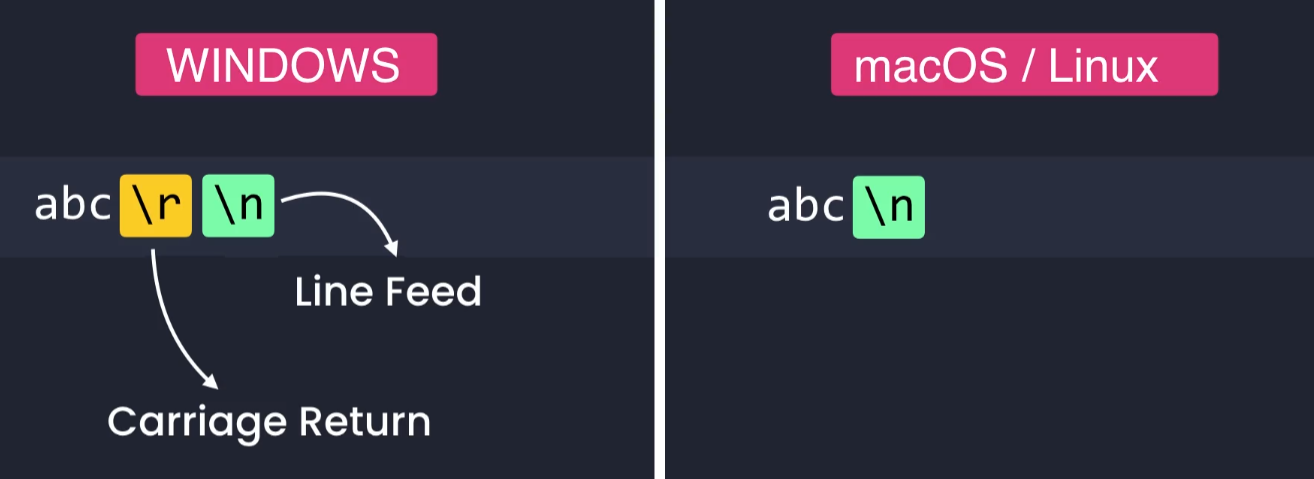 WINDOWS
abc \r \n
Line Feed
Carriage Return
macOS / Linux
abc \n